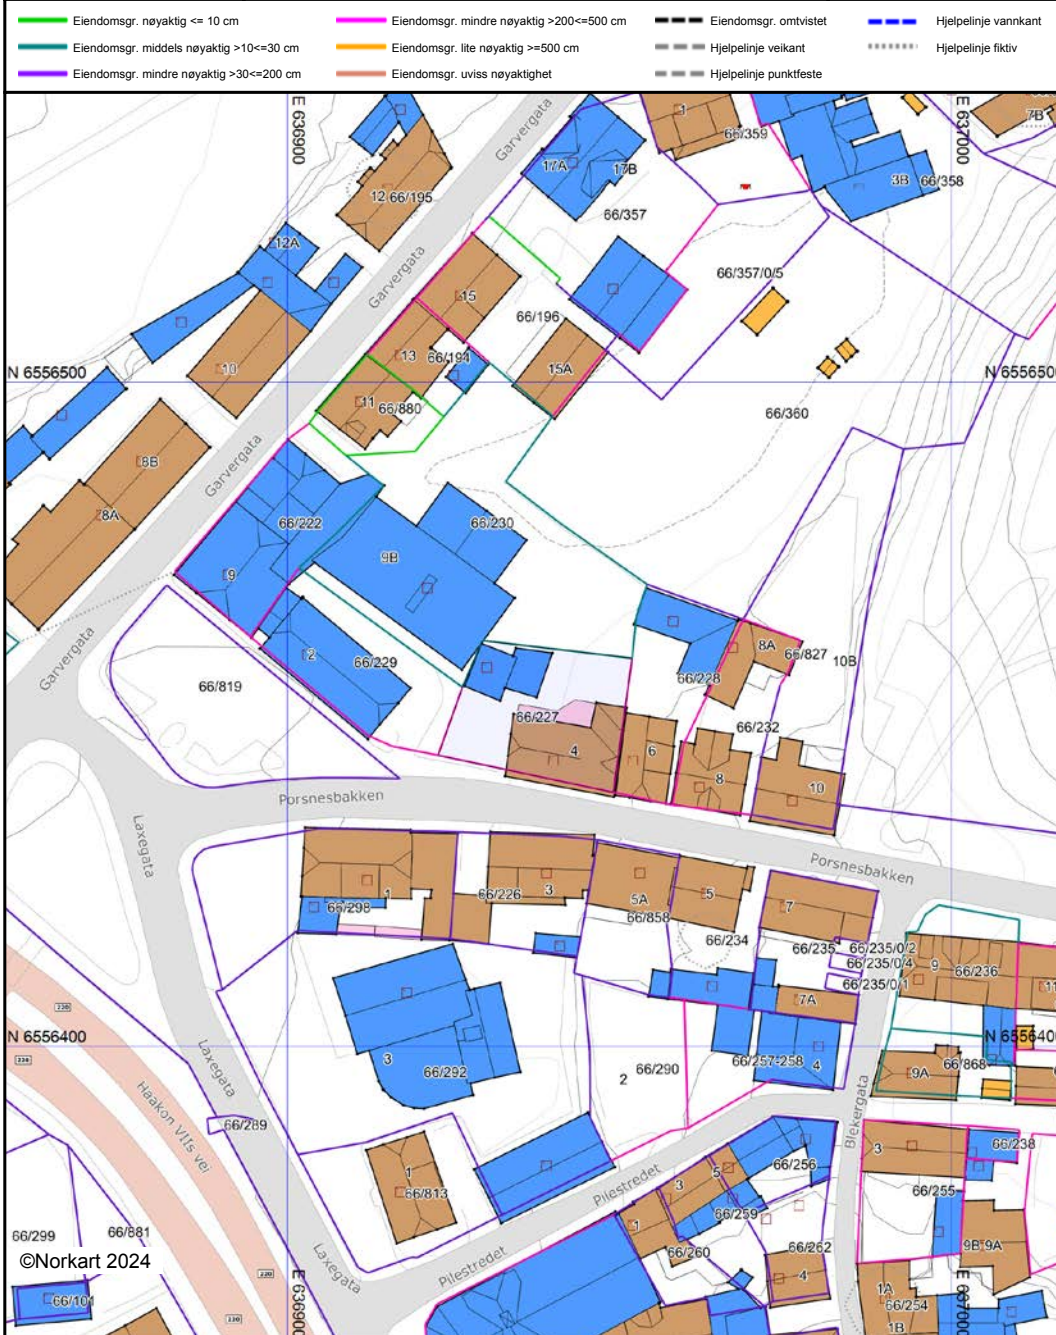 Eiendomsgr. nøyaktig <= 10 cm
Eiendomsgr. mindre nøyaktig >200<=500 cm
Eiendomsgr. omtvistet
Hjelpelinje vannkant
Eiendomsgr. middels nøyaktig >10<=30 cm
Eiendomsgr. lite nøyaktig >=500 cm
Hjelpelinje veikant
Hjelpelinje fiktiv
Eiendomsgr. mindre nøyaktig >30<=200 cm
Eiendomsgr. uviss nøyaktighet
Hjelpelinje punktfeste
E 636900
Garvergata
1
66/359
E 637000
7B
17A
17B
3B
66/358
12
66/195
66/357
12A
Garvergata
66/357/0/5
15
66/196
13
66/194
10
15A
N 6556500
N 6556500
11
66/880
66/360
Garvergata
8B
8A
66/222
66/230
9B
9
2
66/229
8A
66/827
10B
Garvergata
66/819
66/228
66/227
66/232
4
6
8
10
Porsnesbakken
Laxegata
Porsnesbakken
1
66/298
66/226
3
5A
66/858
5
66/234
7
66/235
66/235/0/2
66/235/0/4
66/235/0/1
9
66/236
11
7A
230
N 6556400
N 6556400
230
3
66/292
2
66/290
66/257-258
4
9A
66/868
Laxegata
Haakon VIIs vei
Blekergata
66/289
1
66/813
Pilestredet
3
5
66/256
3
66/238
66/255
66/259
1
66/260
66/262
9B
9A
66/299
66/881
©Norkart 2024
Laxegata
Pilestredet
230
4
E 636900
66/101
230
1A
66/254
1B
E 637000